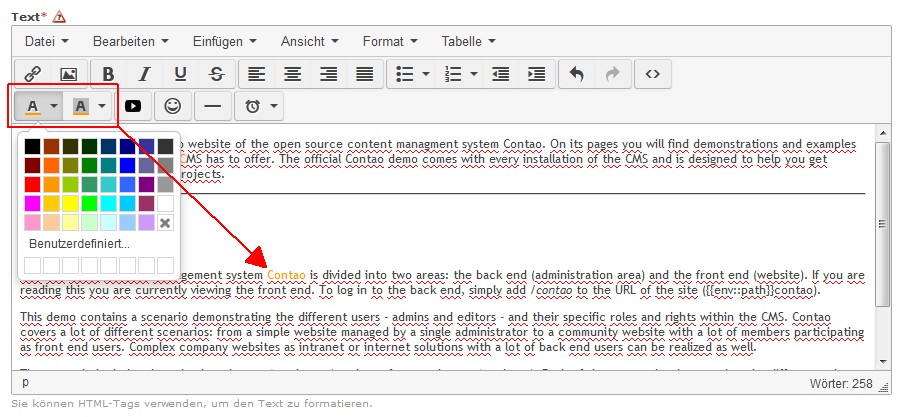 Text*
Datei Bearbeiten Einfügen Ansicht Format Tabelle
B I U S
A A
website of the open source content managment system Contao. On its pages you will find demonstrations and examples
CMS has to offer. The official Contao demo comes with every installation of the CMS and is designed to help you get
rojects.
Benutzerdefiniert...
agement system Contao is divided into two areas: the back end (administration area) and the front end (website). If you are
reading this you are currently viewing the front end. To log in to the back end, simply add /contao to the URL of the site ({{env::path}}contao).
This demo contains a scenario demonstrating the different users - admins and editors - and their specific roles and rights within the CMS. Contao
covers a lot of different scenarios: from a simple website managed by a single administrator to a community website with a lot of members participating
as front end users. Complex company websites as intranet or internet solutions with a lot of back end users can be realized as well.
p Wörter: 258
Sie können HTML-Tags verwenden, um den Text zu formatieren.